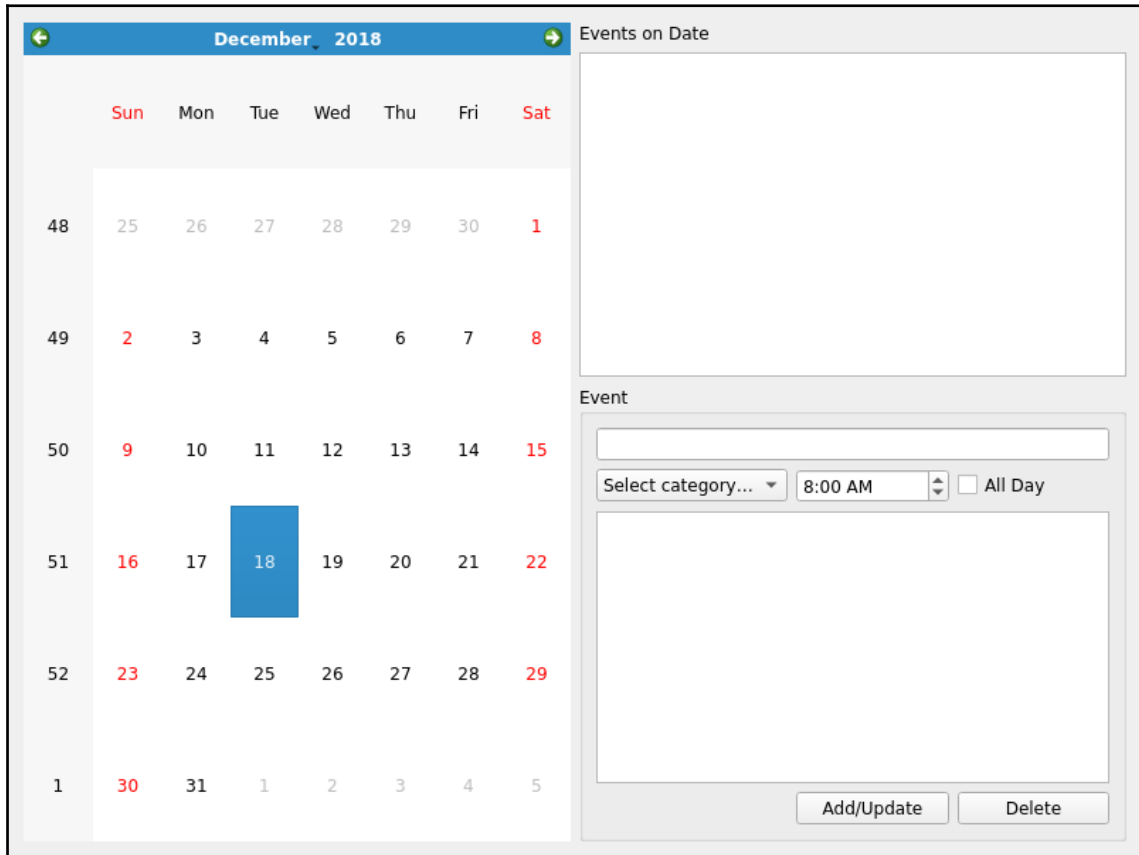 December 2018
Sun Mon Tue Wed Thu Fri Sat
48 25 26 27 28 29 30 1
49 2 3 4 5 6 7 8
50 9 10 11 12 13 14 15
51 16 17 18 19 20 21 22
52 23 24 25 26 27 28 29
1 30 31 1 2 3 4 5
Events on Date
Event
Select category... 8:00 AM All Day
Add/Update Delete